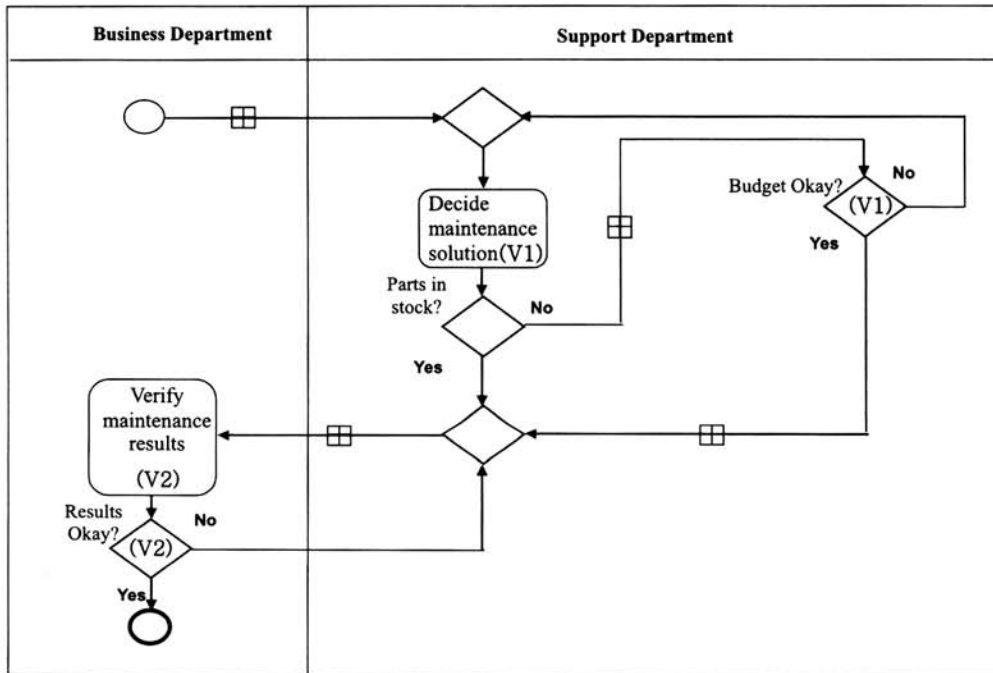 Business Department
Support Department
Budget Okay?
No
(V1)
Yes
Decide
maintenance
solution(V1)
Parts in
stock?
No
Yes
Verify
maintenance
results
(V2)
Results
Okay?
No
(V2)
Yes